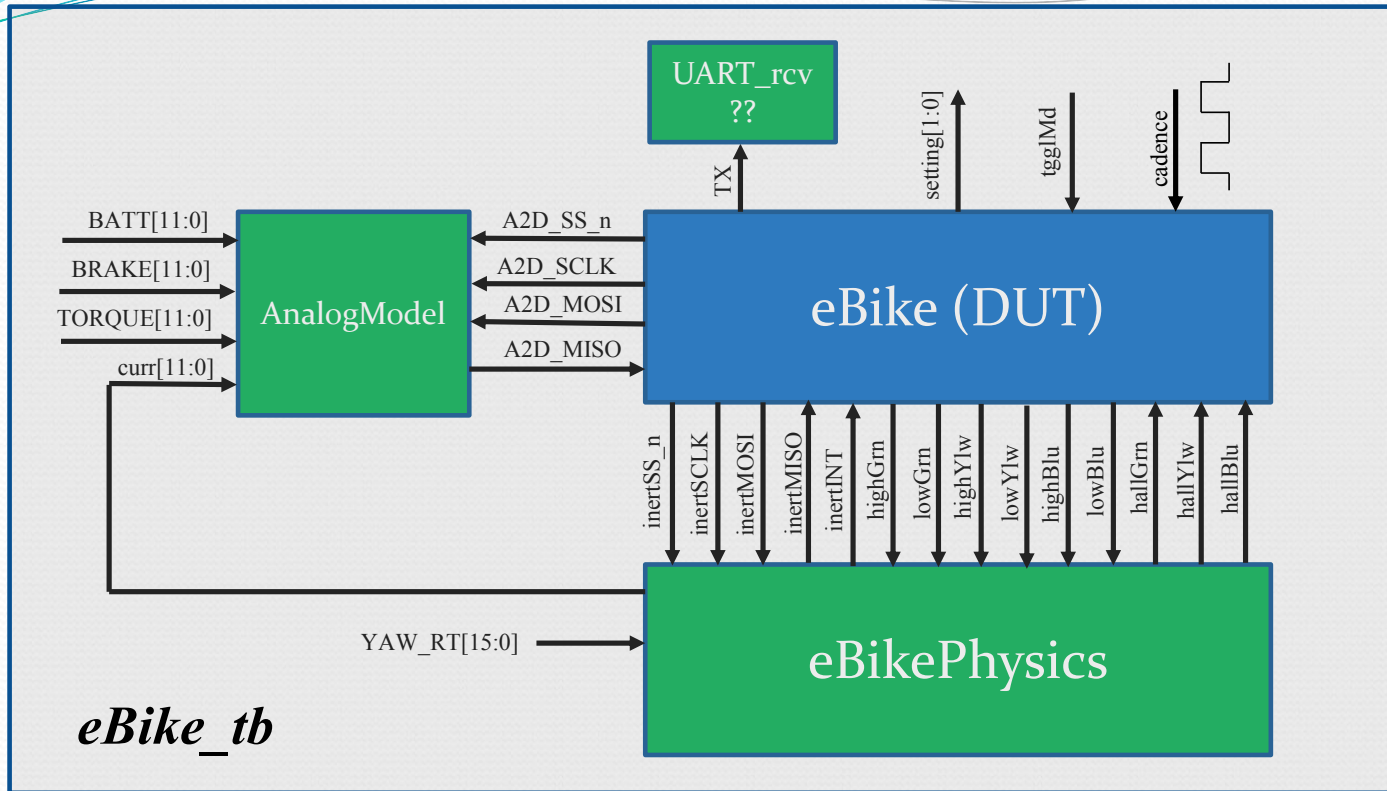 UART_rcv
??
TX
setting[1:0]
tgglMd
cadence
BATT[11:0]
BRAKE[11:0]
TORQUE[11:0]
curr[11:0]
AnalogModel
A2D_SS_n
A2D_SCLK
A2D_MOSI
A2D_MISO
eBike (DUT)
inertSS_n
inertSCLK
inertMOSI
inertMISO
inertINT
highGrn
lowGrn
highYlw
lowYlw
highBlu
lowBlu
hallGrn
hallYlw
hallBlu
YAW_RT[15:0]
eBikePhysics
eBike_tb